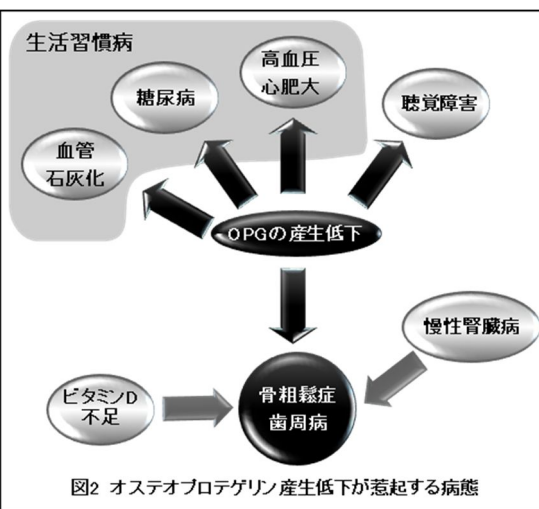 生活習慣病
高血圧
心肥大
糖尿病
聴覚障害
血管
石灰化
OPGの産生低下
慢性腎臓病
ビタミンD
不足
骨粗鬆症
歯周病
図2 オステオプロテゲリン産生低下が惹起する病態